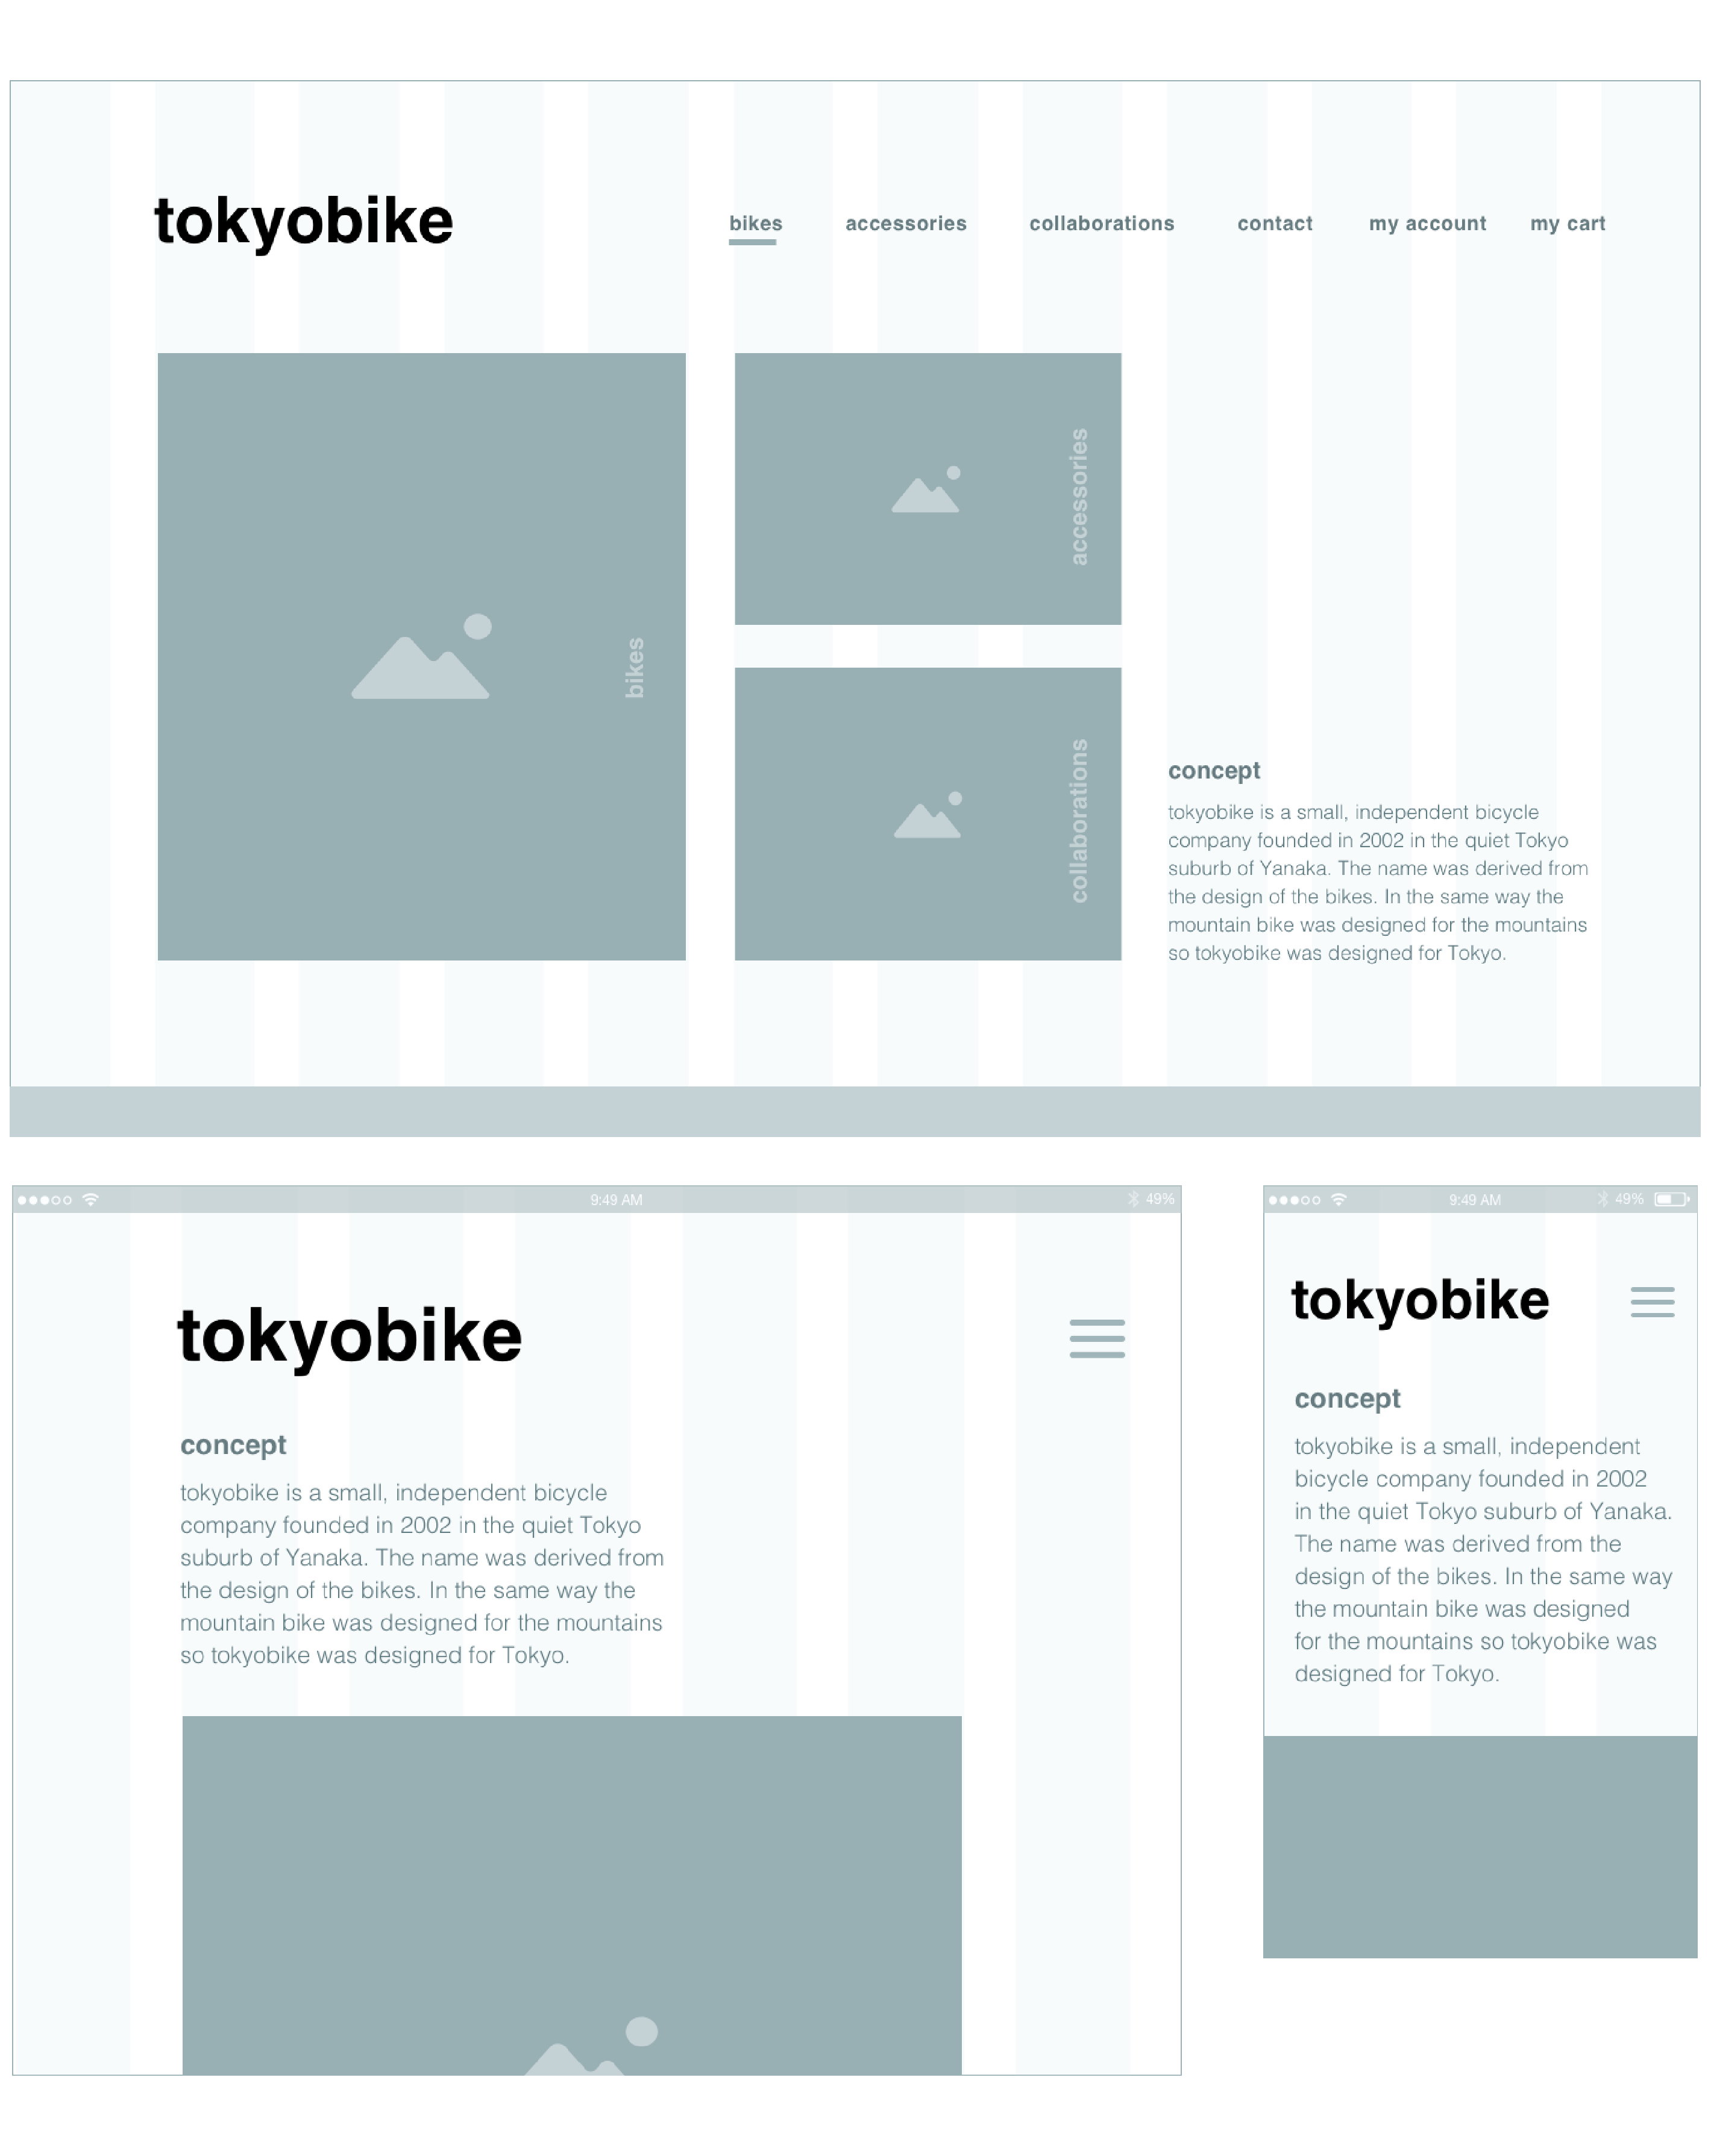 tokyobike
bikes accessories collaborations contact my account my cart
bikes
accessories
collaborations
concept
tokyobike is a small, independent bicycle
company founded in 2002 in the quiet Tokyo
suburb of Yanaka. The name was derived from
the design of the bikes. In the same way the
mountain bike was designed for the mountains
so tokyobike was designed for Tokyo.
9:49 AM 49%
tokyobike
concept
tokyobike is a small, independent bicycle
company founded in 2002 in the quiet Tokyo
suburb of Yanaka. The name was derived from
the design of the bikes. In the same way the
mountain bike was designed for the mountains
so tokyobike was designed for Tokyo.
9:49 AM 49%
tokyobike
concept
tokyobike is a small, independent
bicycle company founded in 2002
in the quiet Tokyo suburb of Yanaka.
The name was derived from the
design of the bikes. In the same way
the mountain bike was designed
for the mountains so tokyobike was
designed for Tokyo.